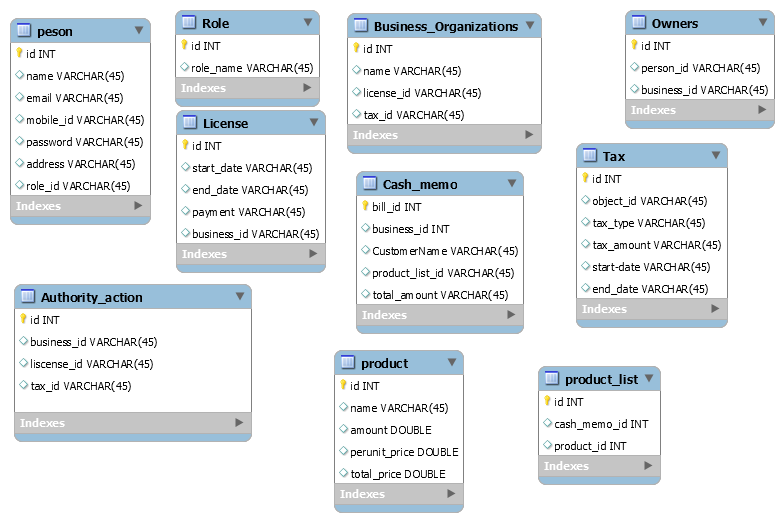 peson
id INT
name VARCHAR(45)
email VARCHAR(45)
mobile_id VARCHAR(45)
password VARCHAR(45)
address VARCHAR(45)
role_id VARCHAR(45)
Indexes
Role
id INT
role_name VARCHAR(45)
Indexes
License
id INT
start_date VARCHAR(45)
end_date VARCHAR(45)
payment VARCHAR(45)
business_id VARCHAR(45)
Indexes
Business_Organizations
id INT
name VARCHAR(45)
license_id VARCHAR(45)
tax_id VARCHAR(45)
Indexes
Owners
id INT
person_id VARCHAR(45)
business_id VARCHAR(45)
Indexes
Cash_memo
bill_id INT
business_id INT
CustomerName VARCHAR(45)
product_list_id VARCHAR(45)
total_amount VARCHAR(45)
Indexes
Tax
id INT
object_id VARCHAR(45)
tax_type VARCHAR(45)
tax_amount VARCHAR(45)
start-date VARCHAR(45)
end_date VARCHAR(45)
Indexes
Authority_action
id INT
business_id VARCHAR(45)
liscense_id VARCHAR(45)
tax_id VARCHAR(45)
Indexes
product
id INT
name VARCHAR(45)
amount DOUBLE
perunit_price DOUBLE
total_price DOUBLE
Indexes
product_list
id INT
cash_memo_id INT
product_id INT
Indexes